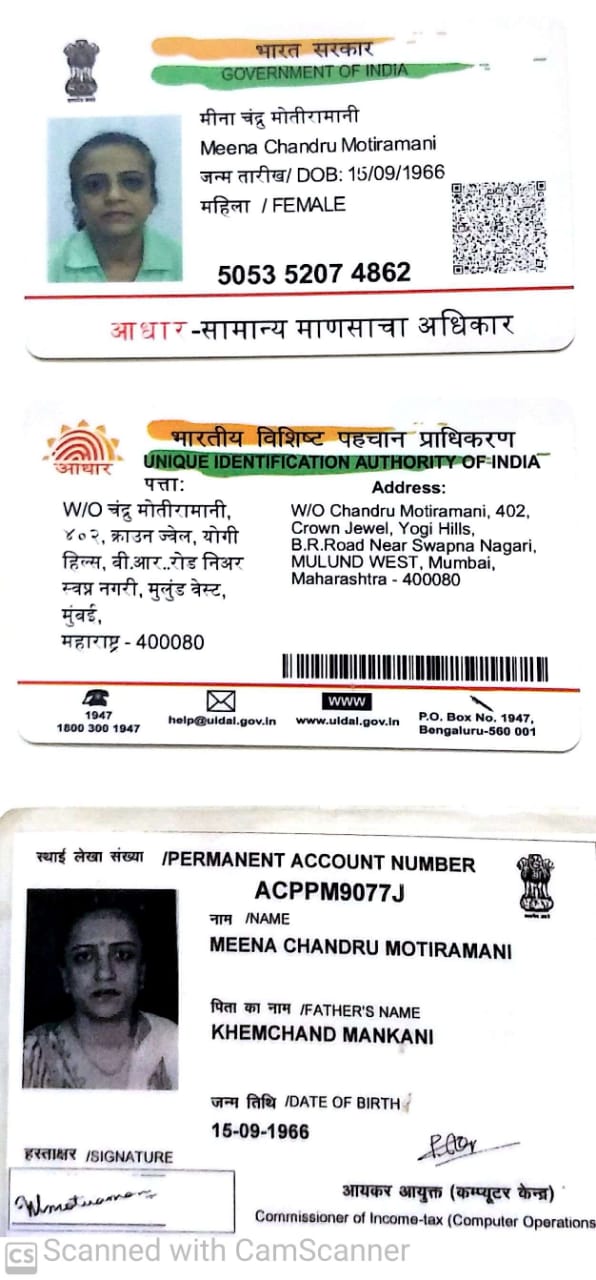 भारत सरकार
GOVERNMENT OF INDIA
मीना चंद्रु मोतीरामानी
Meena Chandru Motiramani
जन्म तारीख/ DOB: 15/09/1966
महिला / FEMALE
5053 5207 4862
आधार-सामान्य माणसाचा अधिकार
भारतीय विशिष्ट पहचान प्राधिकरण
आधार
UNIQUE IDENTIFICATION AUTHORITY OF INDIA
पत्ता:
W/O चंद्रु मोतीरामानी,
४०२, क्राउन ज्वेल, योगी
हिल्स, बी.आर..रोड निअर
स्वप्न नगरी, मुलुंड वेस्ट,
मुंबई,
महाराष्ट्र - 400080
Address:
W/O Chandru Motiramani, 402,
Crown Jewel, Yogi Hills,
B.R.Road Near Swapna Nagari,
MULUND WEST, Mumbai,
Maharashtra - 400080
1947
1800 300 1947
help@uidai.gov.in
www
www.uidai.gov.in
P.O. Box No. 1947,
Bengaluru-560 001
स्थाई लेखा संख्या /PERMANENT ACCOUNT NUMBER
ACPPM9077J
नाम /NAME
MEENA CHANDRU MOTIRAMANI
पिता का नाम /FATHER'S NAME
KHEMCHAND MANKANI
जन्म तिथि /DATE OF BIRTH
15-09-1966
हस्ताक्षर /SIGNATURE
आयकर आयुक्त (कम्प्यूटर केन्द्र)
Commissioner of Income-tax (Computer Operations
CS Scanned with CamScanner